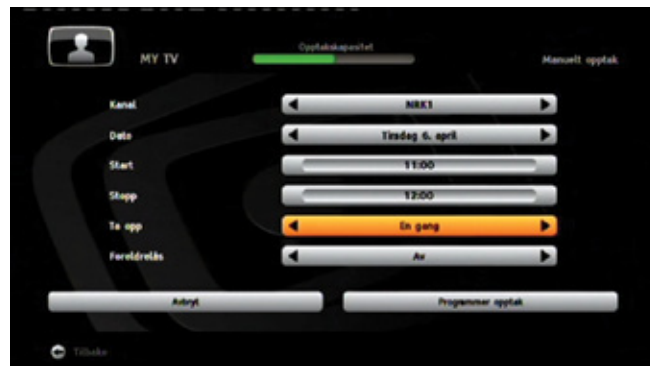 Opptakskapasitet
MY TV
Manuelt opptak
Kanal NRK1
Dato Tirsdag 6. april
Start 11:00
Stopp 12:00
Ta opp En gang
Foreldrelås Av
Avbryt Programmer opptak
Tilbake